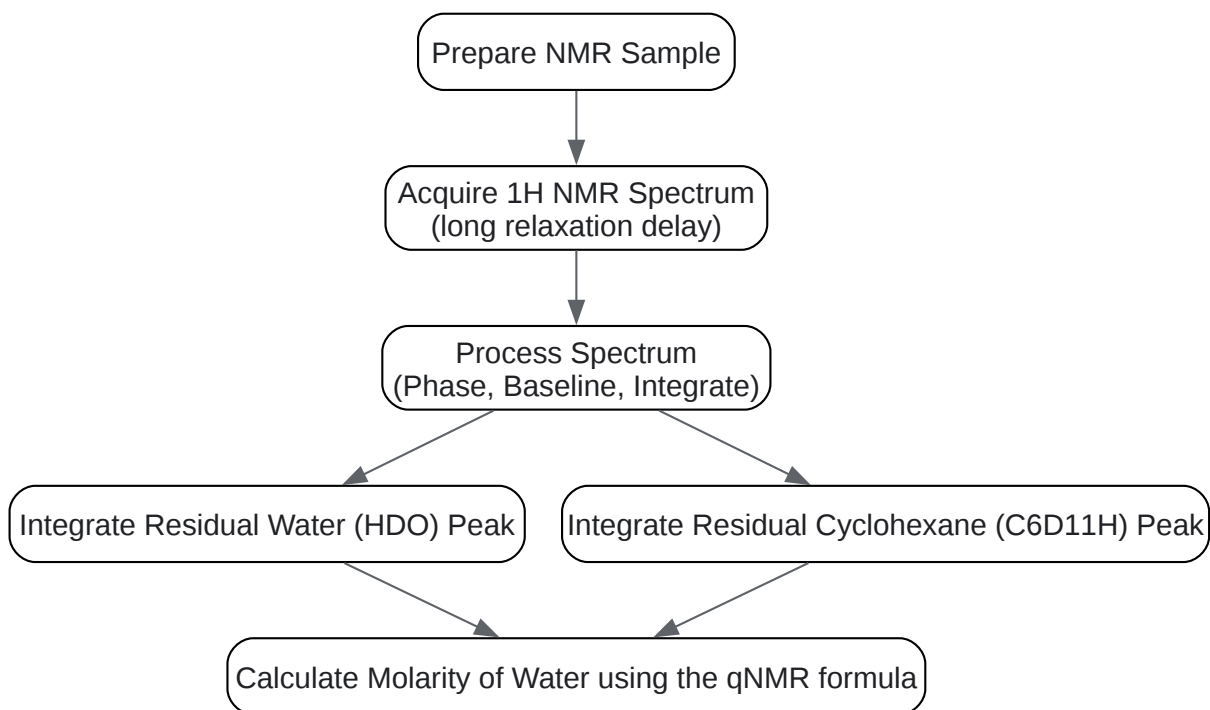 Prepare NMR Sample
Acquire 1H NMR Spectrum
(long relaxation delay)
Process Spectrum
(Phase, Baseline, Integrate)
Integrate Residual Water (HDO) Peak
Integrate Residual Cyclohexane (C6D11H) Peak
Calculate Molarity of Water using the qNMR formula